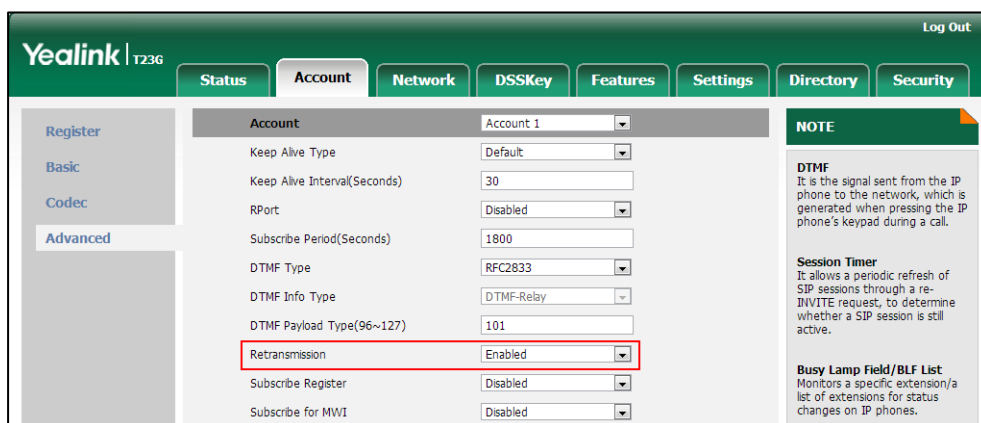 Log Out
Yealink T23G
Status Account Network DSSKey Features Settings Directory Security
Register
Basic
Codec
Advanced
Account Account 1
Keep Alive Type Default
Keep Alive Interval(Seconds) 30
RPort Disabled
Subscribe Period(Seconds) 1800
DTMF Type RFC2833
DTMF Info Type DTMF-Relay
DTMF Payload Type(96~127) 101
Retransmission Enabled
Subscribe Register Disabled
Subscribe for MWI Disabled
NOTE
DTMF
It is the signal sent from the IP
phone to the network, which is
generated when pressing the IP
phone's keypad during a call.
Session Timer
It allows a periodic refresh of
SIP sessions through a re-
INVITE request, to determine
whether a SIP session is still
active.
Busy Lamp Field/BLF List
Monitors a specific extension/a
list of extensions for status
changes on IP phones.